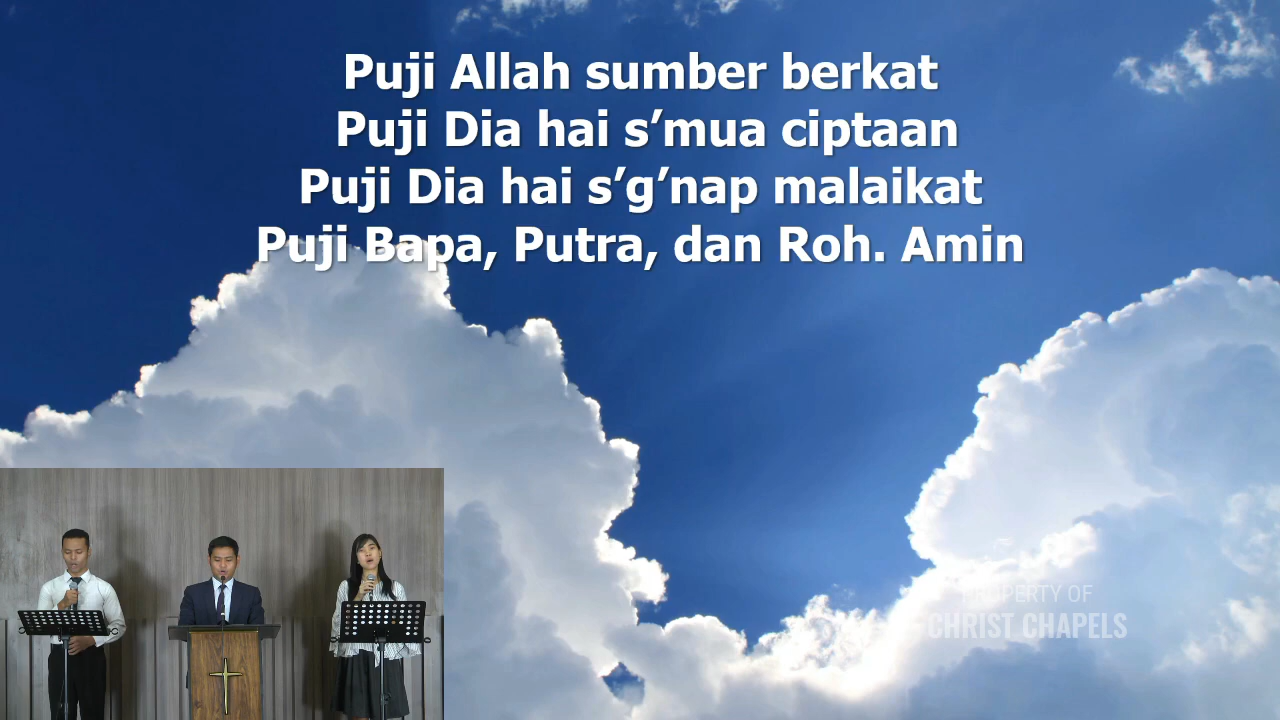 Puji Allah sumber berkat
Puji Dia hai s’mua ciptaan
Puji Dia hai s’g’nap malaikat
Puji Bapa, Putra, dan Roh. Amin
PROPERTY OF
CHRIST CHAPELS